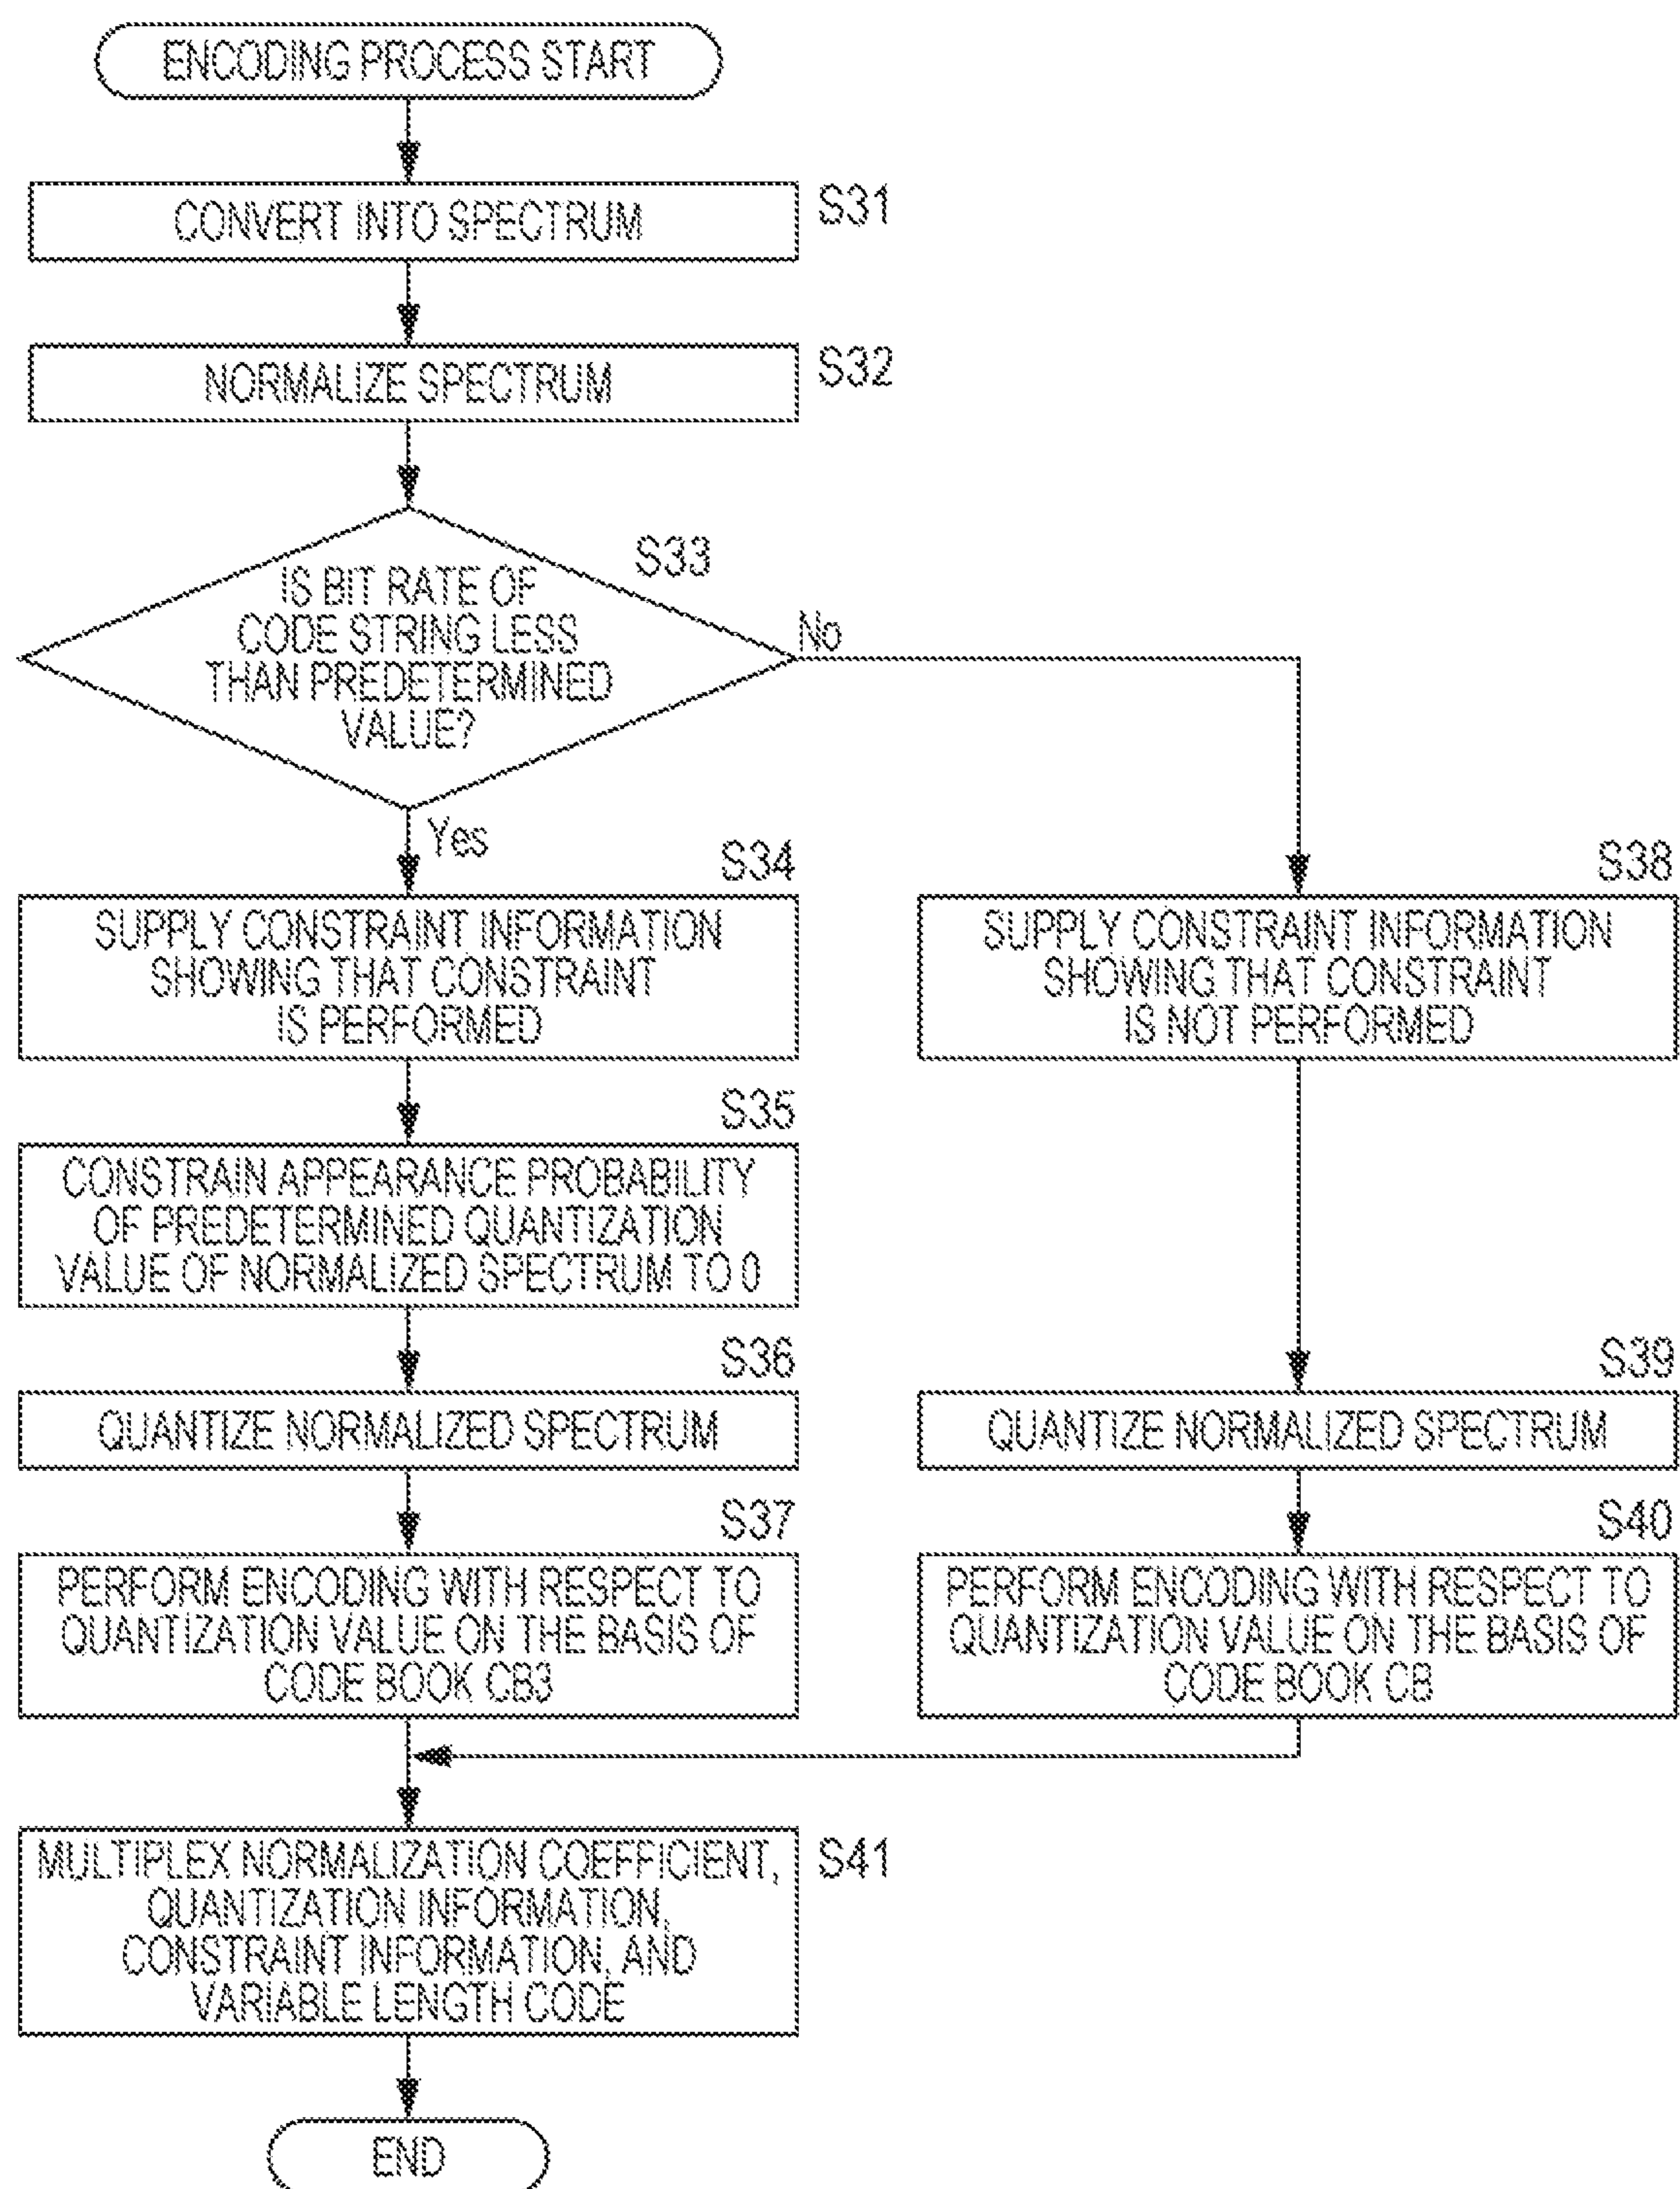 ENCODING PROCESS START
S31
CONVERT INTO SPECTRUM
S32
NORMALIZE SPECTRUM
S33
IS BIT RATE OF
CODE STRING LESS
THAN PREDETERMINED
VALUE?
No
Yes
S34
SUPPLY CONSTRAINT INFORMATION
SHOWING THAT CONSTRAINT
IS PERFORMED
S38
SUPPLY CONSTRAINT INFORMATION
SHOWING THAT CONSTRAINT
IS NOT PERFORMED
S35
CONSTRAIN APPEARANCE PROBABILITY
OF PREDETERMINED QUANTIZATION
VALUE OF NORMALIZED SPECTRUM TO 0
S36
QUANTIZE NORMALIZED SPECTRUM
S39
QUANTIZE NORMALIZED SPECTRUM
S37
PERFORM ENCODING WITH RESPECT TO
QUANTIZATION VALUE ON THE BASIS OF
CODE BOOK CB3
S40
PERFORM ENCODING WITH RESPECT TO
QUANTIZATION VALUE ON THE BASIS OF
CODE BOOK CB
S41
MULTIPLEX NORMALIZATION COEFFICIENT,
QUANTIZATION INFORMATION,
CONSTRAINT INFORMATION, AND
VARIABLE LENGTH CODE
END